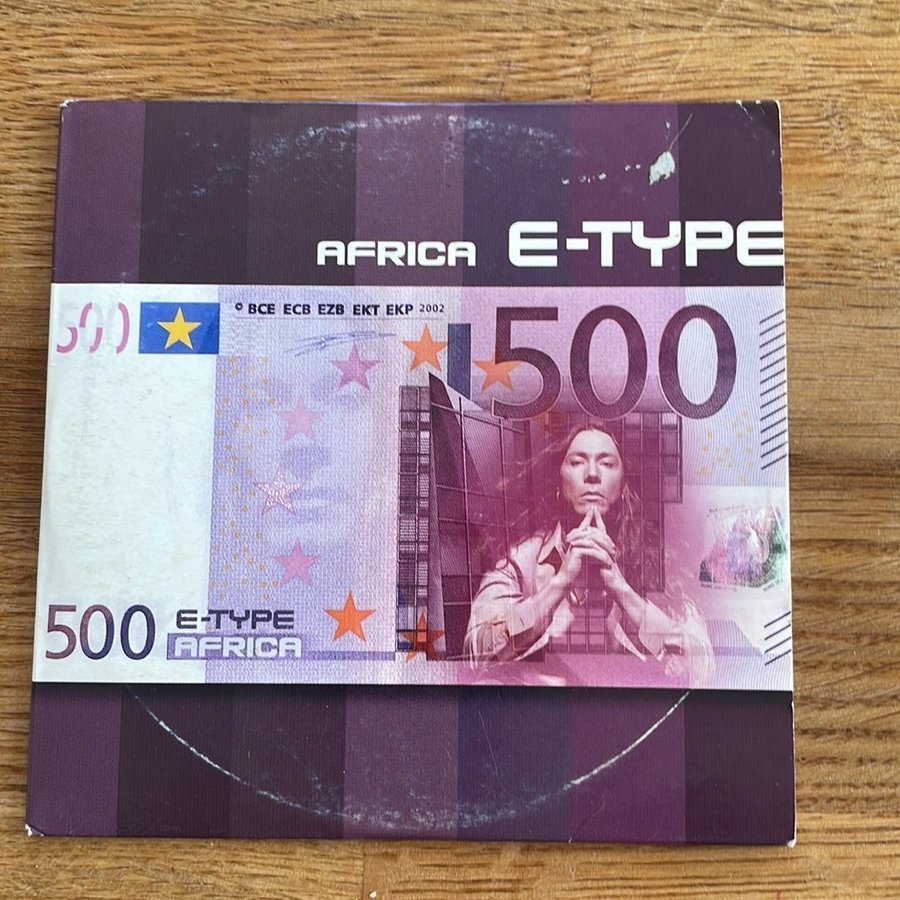 AFRICA E-TYPE
500
© BCE ECB EZB EKT EKP 2002
500
500
E-TYPE
AFRICA